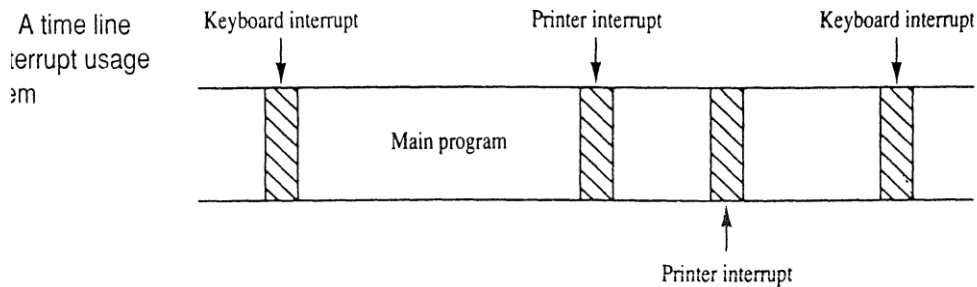 A time line
terrupt usage
em
Keyboard interrupt
Printer interrupt
Keyboard interrupt
Main program
Printer interrupt